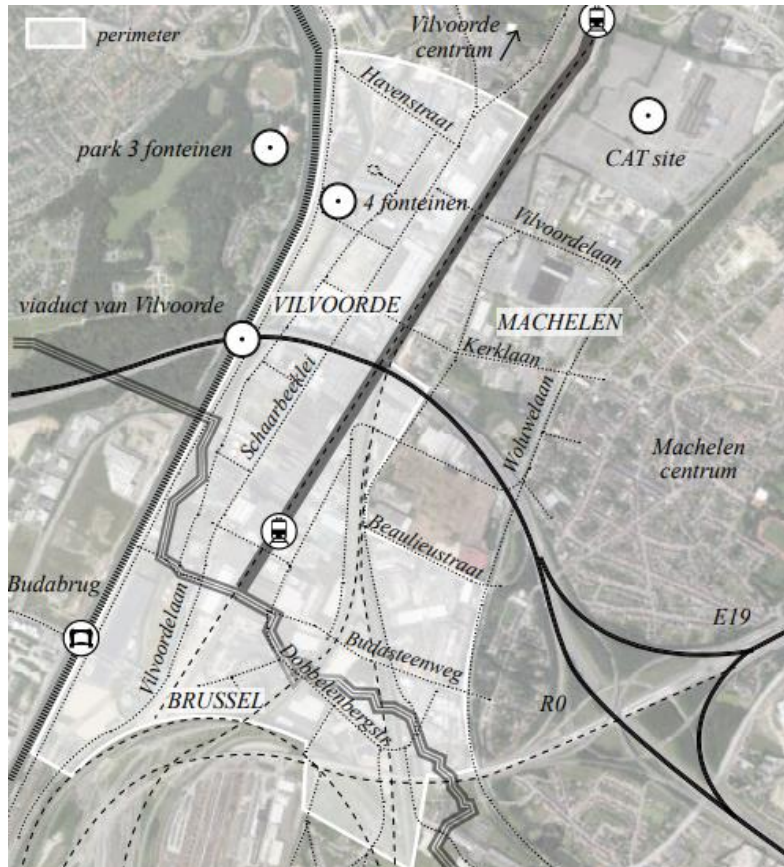 perimeter
Vilvoorde
centrum
Havenstraat
park 3 fonteinen
CAT site
4 fonteinen
Vilvoordelaan
viaduct van Vilvoorde
VILVOORDE
MACHELEN
Kerklaan
Schaarbeeklei
Woluwelaan
Machelen
centrum
Beaulieustraat
Budabrug
E19
Vilvoordelaan
Budasteenweg
Dobbelenbergstr.
BRUSSEL
R0